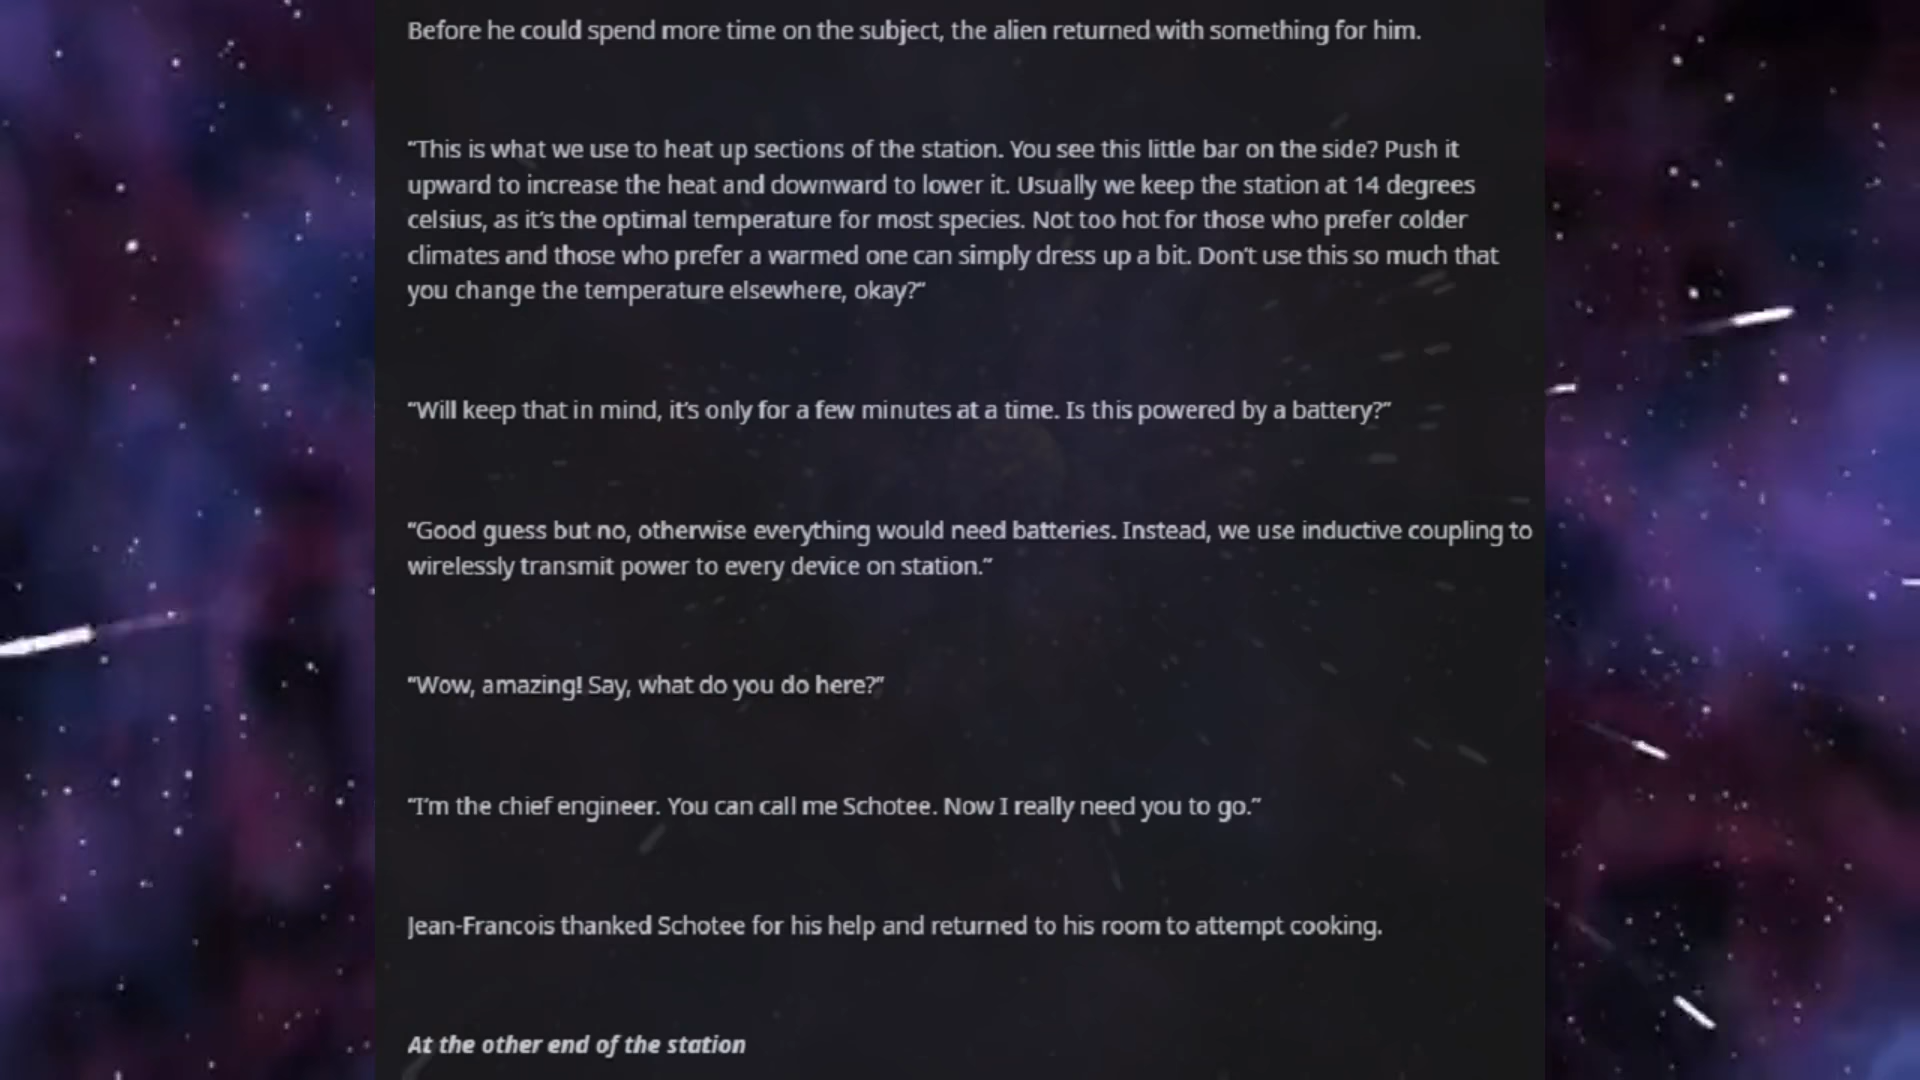 Before he could spend more time on the subject, the alien returned with something for him.
“This is what we use to heat up sections of the station. You see this little bar on the side? Push it
upward to increase the heat and downward to lower it. Usually we keep the station at 14 degrees
celsius, as it’s the optimal temperature for most species. Not too hot for those who prefer colder
climates and those who prefer a warmed one can simply dress up a bit. Don’t use this so much that
you change the temperature elsewhere, okay?“
“Will keep that in mind, it’s only for a few minutes at a time. Is this powered by a battery?”
“Good guess but no, otherwise everything would need batteries. Instead, we use inductive coupling to
wirelessly transmit power to every device on station.”
“Wow, amazing! Say, what do you do here?”
“I’m the chief engineer. You can call me Schotee. Now I really need you to go.”
Jean-Francois thanked Schotee for his help and returned to his room to attempt cooking.
At the other end of the station